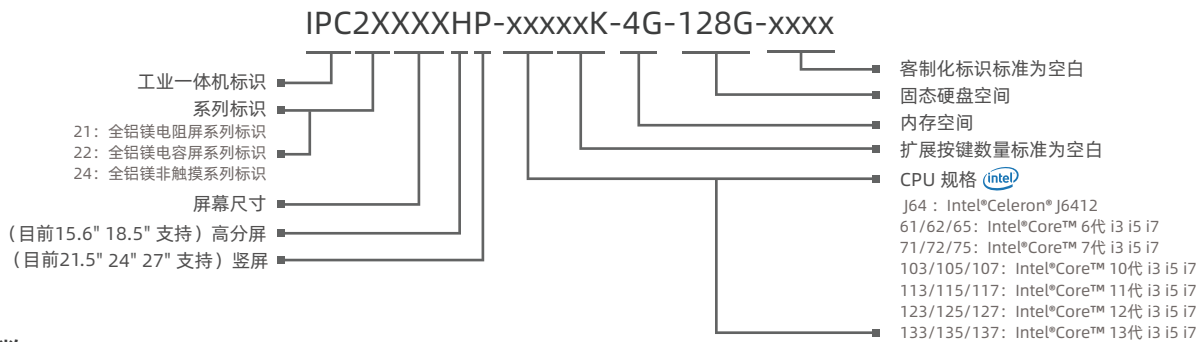 IPC2XXXXHP-xxxxxK-4G-128G-xxxx
工业一体机标识
系列标识
21：全铝镁电阻屏系列标识
22：全铝镁电容屏系列标识
24：全铝镁非触摸系列标识
屏幕尺寸
（目前15.6" 18.5" 支持）高分屏
（目前21.5" 24" 27" 支持）竖屏
客制化标识标准为空白
固态硬盘空间
内存空间
扩展按键数量标准为空白
CPU 规格 intel
J64 ：Intel®Celeron® J6412
61/62/65：Intel®Core™ 6代 i3 i5 i7
71/72/75：Intel®Core™ 7代 i3 i5 i7
103/105/107：Intel®Core™ 10代 i3 i5 i7
113/115/117：Intel®Core™ 11代 i3 i5 i7
123/125/127：Intel®Core™ 12代 i3 i5 i7
133/135/137：Intel®Core™ 13代 i3 i5 i7